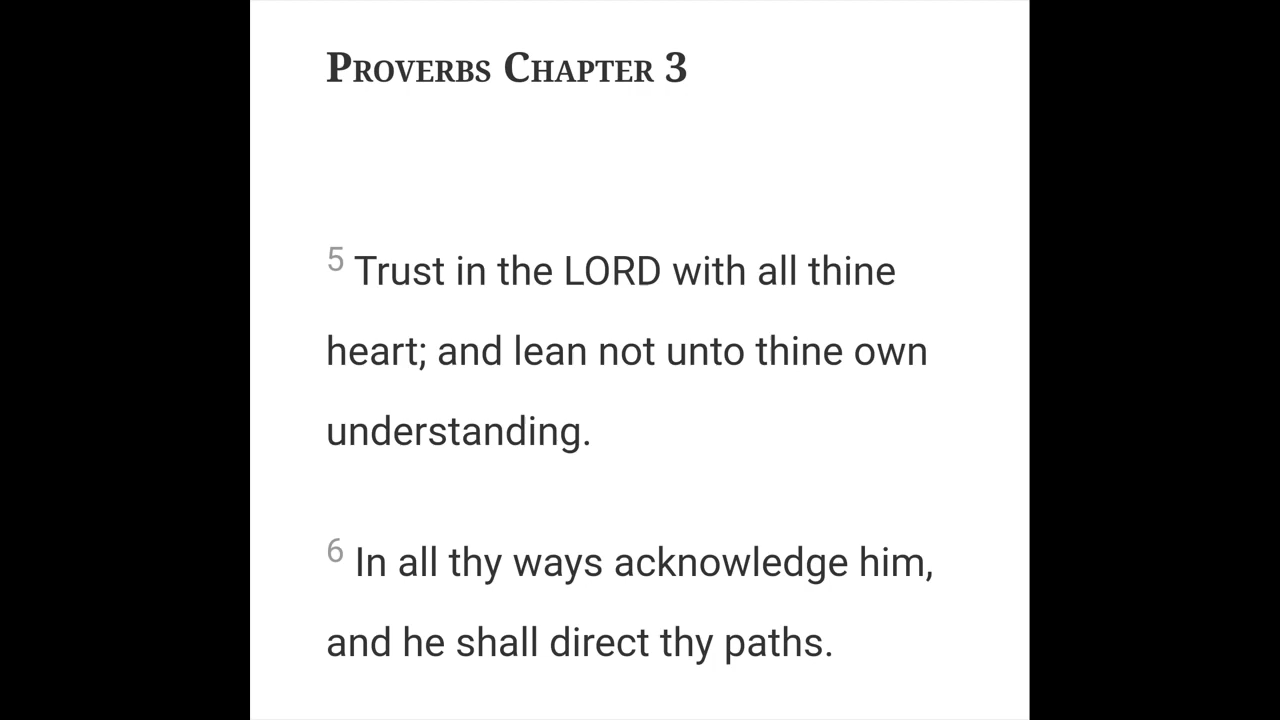 Proverbs Chapter 3
5 Trust in the LORD with all thine
heart; and lean not unto thine own
understanding.
6 In all thy ways acknowledge him,
and he shall direct thy paths.